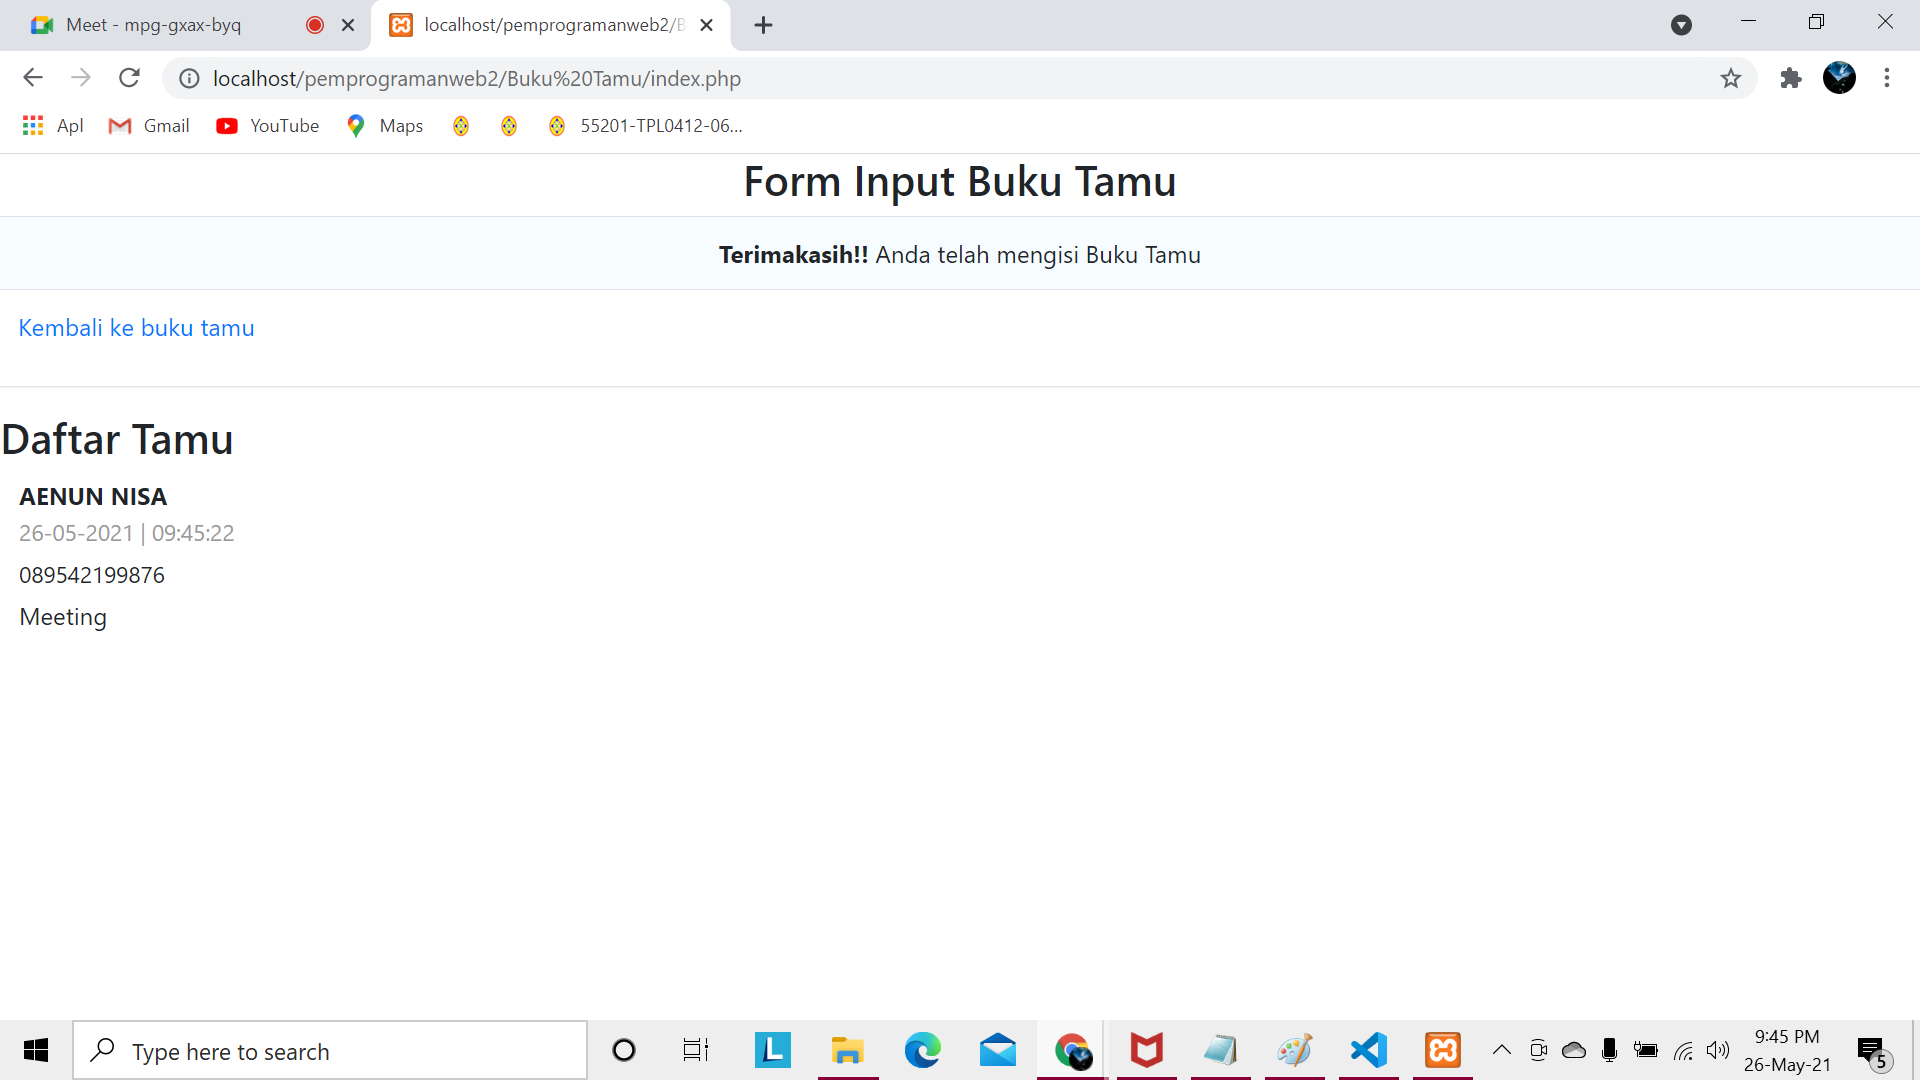 Meet - mpg-gxax-byq
localhost/pemprogramanweb2/B
localhost/pemprogramanweb2/Buku%20Tamu/index.php
Apl
Gmail
YouTube
Maps
55201-TPL0412-06...
Form Input Buku Tamu
Terimakasih!! Anda telah mengisi Buku Tamu
Kembali ke buku tamu
Daftar Tamu
AENUN NISA
26-05-2021 | 09:45:22
089542199876
Meeting
Type here to search
L
9:45 PM
26-May-21
5